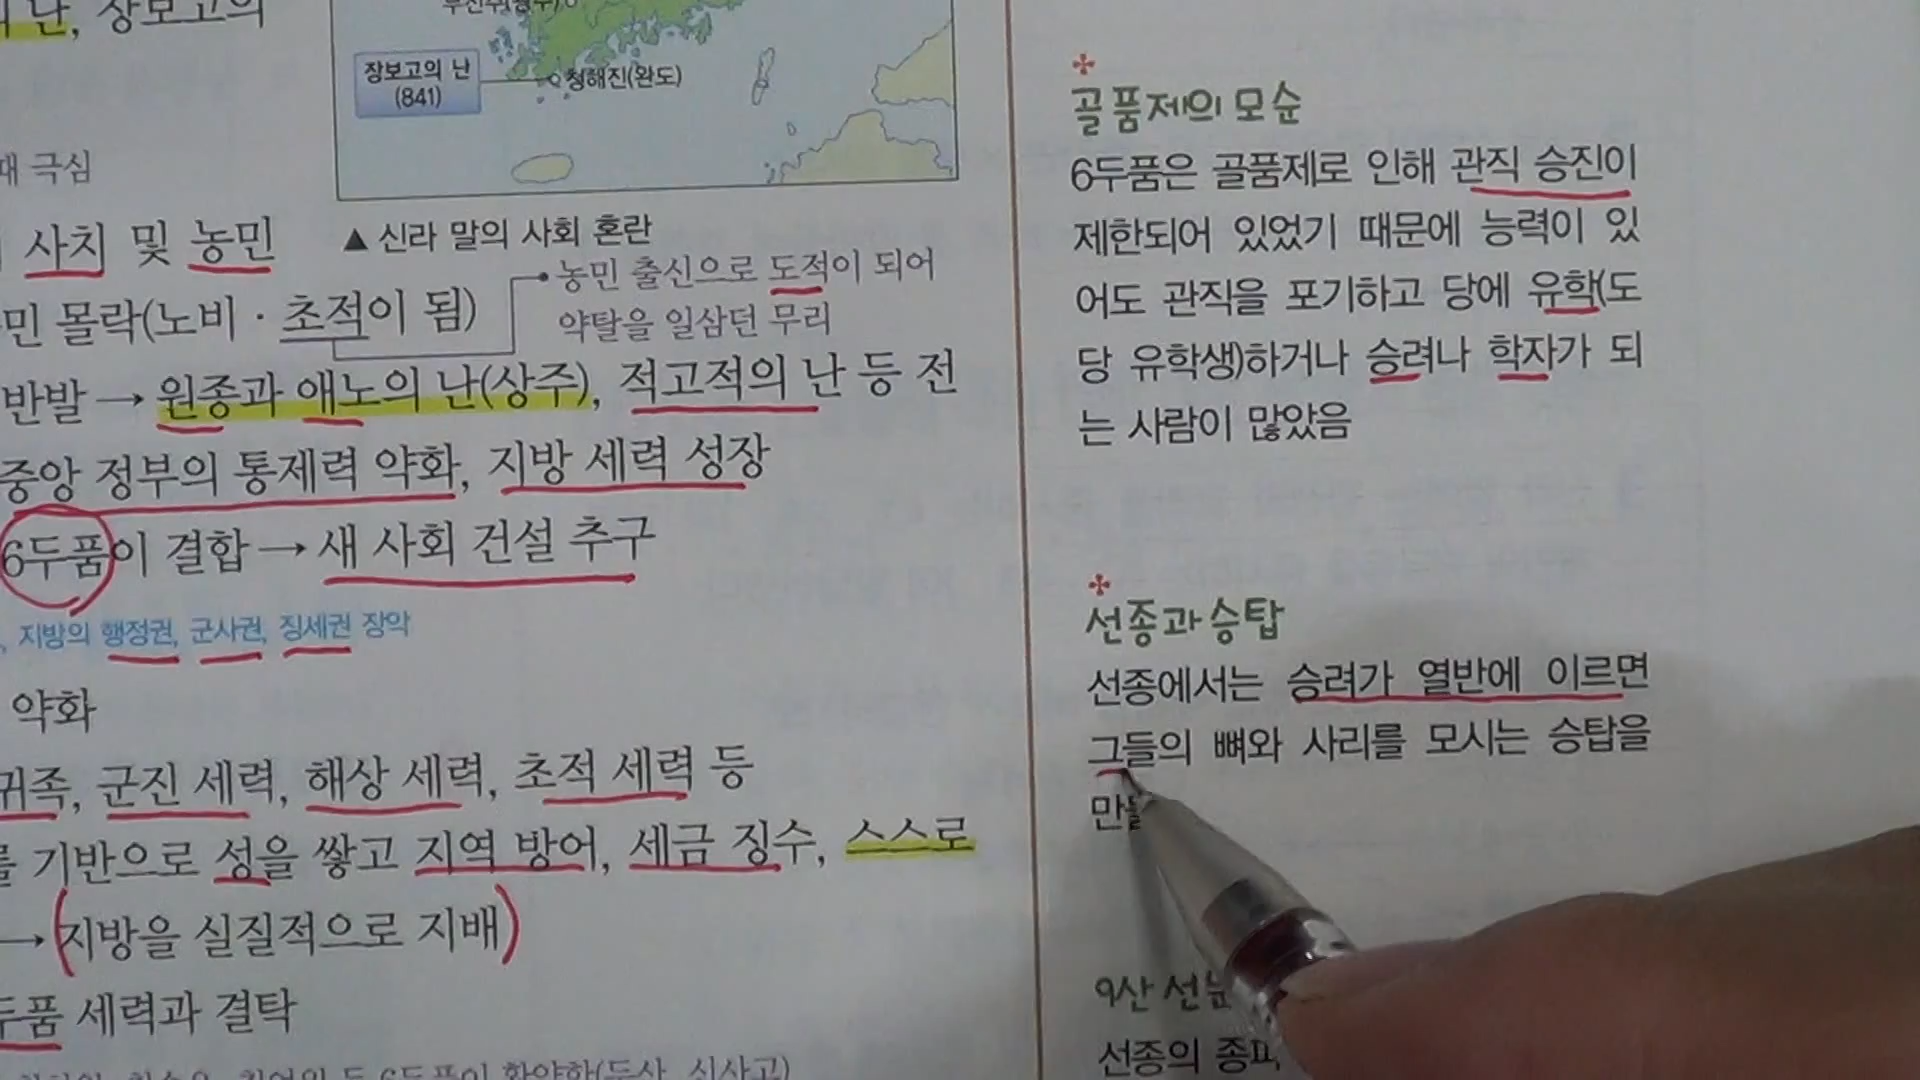 난, 장보고의
장보고의 난
(841)
청해진(완도)
▲ 신라 말의 사회 혼란
극심
사치 및 농민
농민 출신으로 도적이 되어
약탈을 일삼던 무리
민 몰락(노비·초적이 됨)
반발 → 원종과 애노의 난(상주), 적고적의 난 등 전
중앙 정부의 통제력 약화, 지방 세력 성장
6두품이 결합 → 새 사회 건설 추구
지방의 행정권, 군사권, 징세권 장악
약화
귀족, 군진 세력, 해상 세력, 초적 세력 등
를 기반으로 성을 쌓고 지역 방어, 세금 징수, 스스로
→ 지방을 실질적으로 지배
두품 세력과 결탁
골품제의 모순
6두품은 골품제로 인해 관직 승진이
제한되어 있었기 때문에 능력이 있
어도 관직을 포기하고 당에 유학(도
당 유학생)하거나 승려나 학자가 되
는 사람이 많았음
선종과 승탑
선종에서는 승려가 열반에 이르면
그들의 뼈와 사리를 모시는 승탑을
9산 선문
선종의